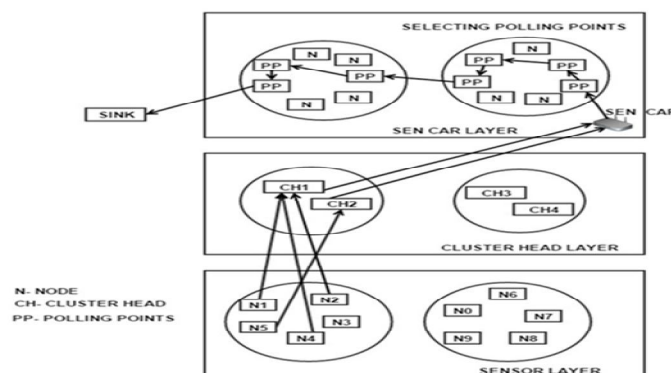 SELECTING POLLING POINTS
N
N
N
PP
PP
N
PP
PP
PP
PP
PP
PP
N
N
N
N
SINK
SEN CAR
SEN CAR LAYER
CH1
CH2
CH3
CH4
CLUSTER HEAD LAYER
N- NODE
CH- CLUSTER HEAD
PP- POLLING POINTS
N1
N2
N3
N5
N4
N6
N0
N7
N9
N8
SENSOR LAYER